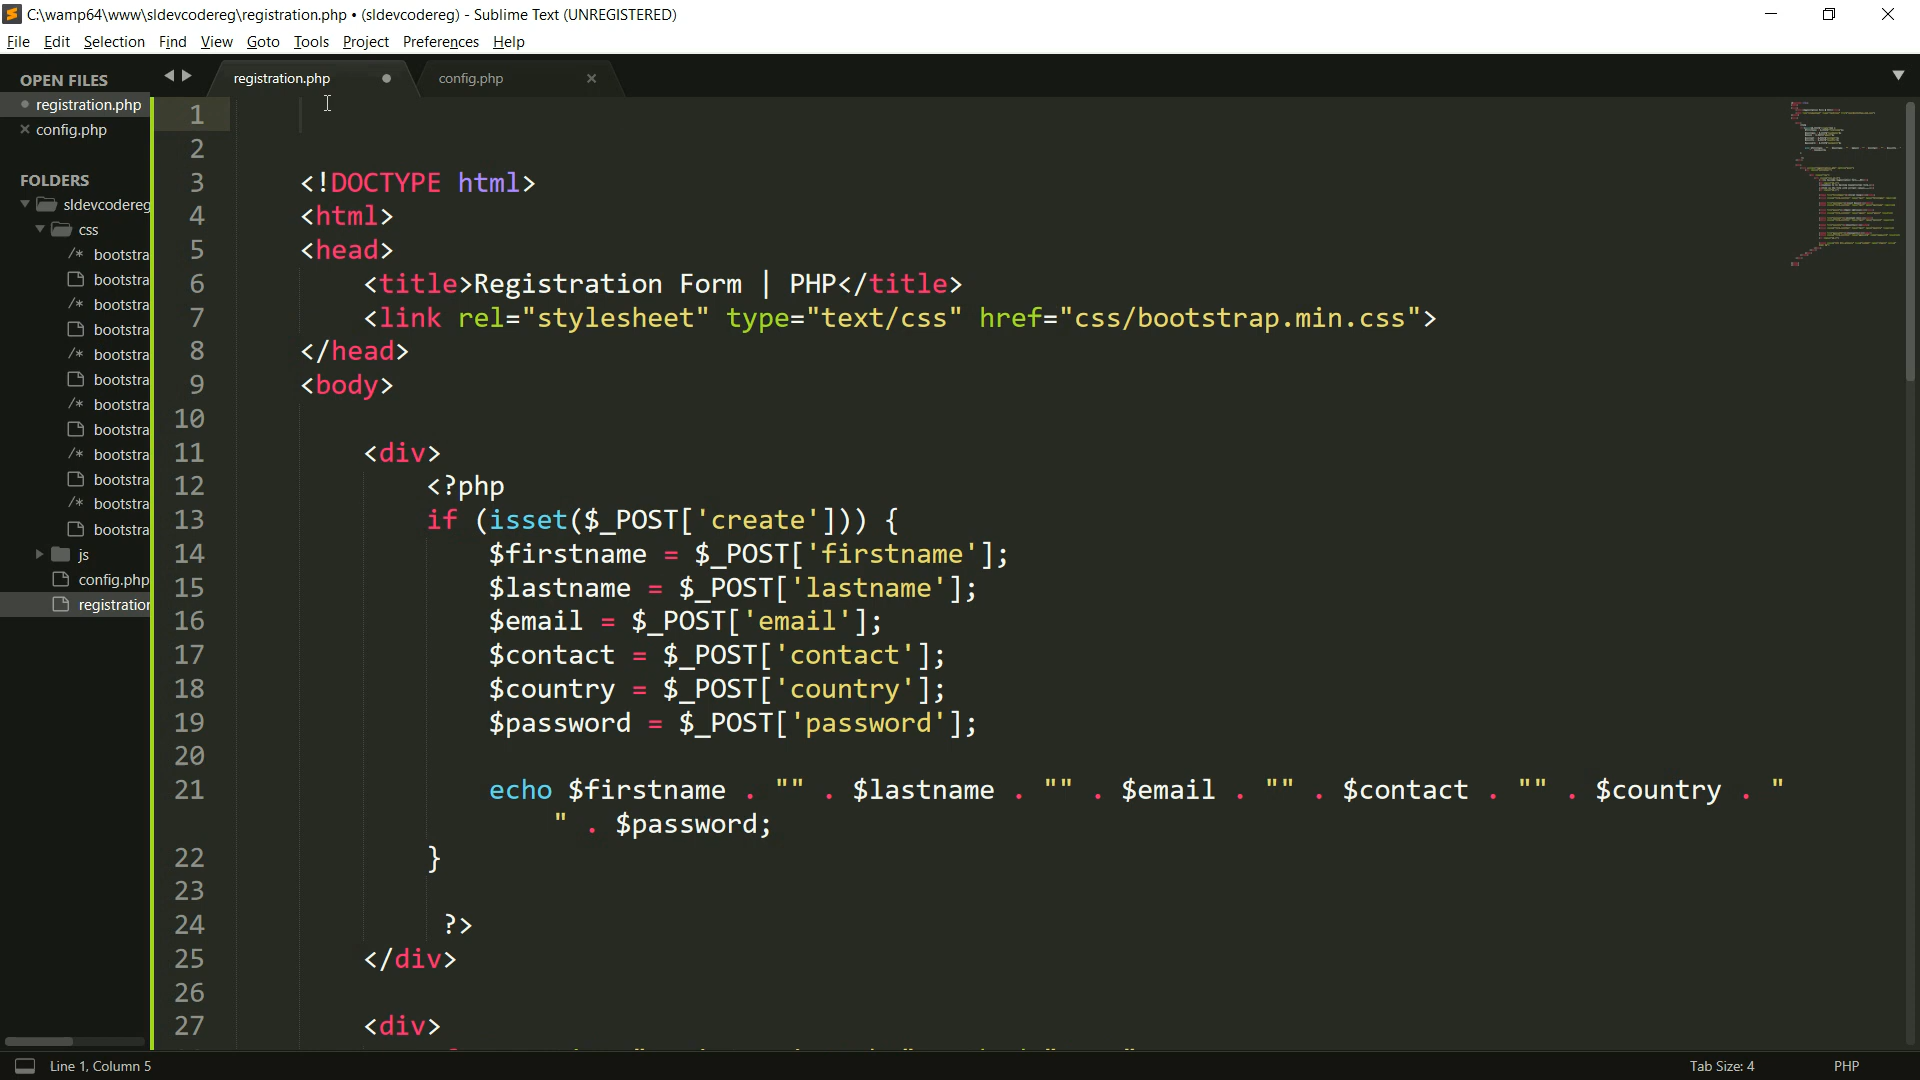 C:\wamp64\www\sldevcodereg\registration.php • (sldevcodereg) - Sublime Text (UNREGISTERED)
File Edit Selection Find View Goto Tools Project Preferences Help
OPEN FILES
registration.php
config.php
FOLDERS
sldevcodereg
css
/* bootstra
bootstra
/* bootstra
bootstra
/* bootstra
bootstra
/* bootstra
bootstra
/* bootstra
bootstra
/* bootstra
bootstra
js
config.php
registration
registration.php config.php
1
2
3 <!DOCTYPE html>
4 <html>
5 <head>
6 <title>Registration Form | PHP</title>
7 <link rel="stylesheet" type="text/css" href="css/bootstrap.min.css">
8 </head>
9 <body>
10
11 <div>
12 <?php
13 if (isset($_POST['create'])) {
14 $firstname = $_POST['firstname'];
15 $lastname = $_POST['lastname'];
16 $email = $_POST['email'];
17 $contact = $_POST['contact'];
18 $country = $_POST['country'];
19 $password = $_POST['password'];
20
21 echo $firstname . "" . $lastname . "" . $email . "" . $contact . "" . $country . "
" . $password;
22 }
23
24 ?>
25 </div>
26
27 <div>
Line 1, Column 5
Tab Size: 4
PHP